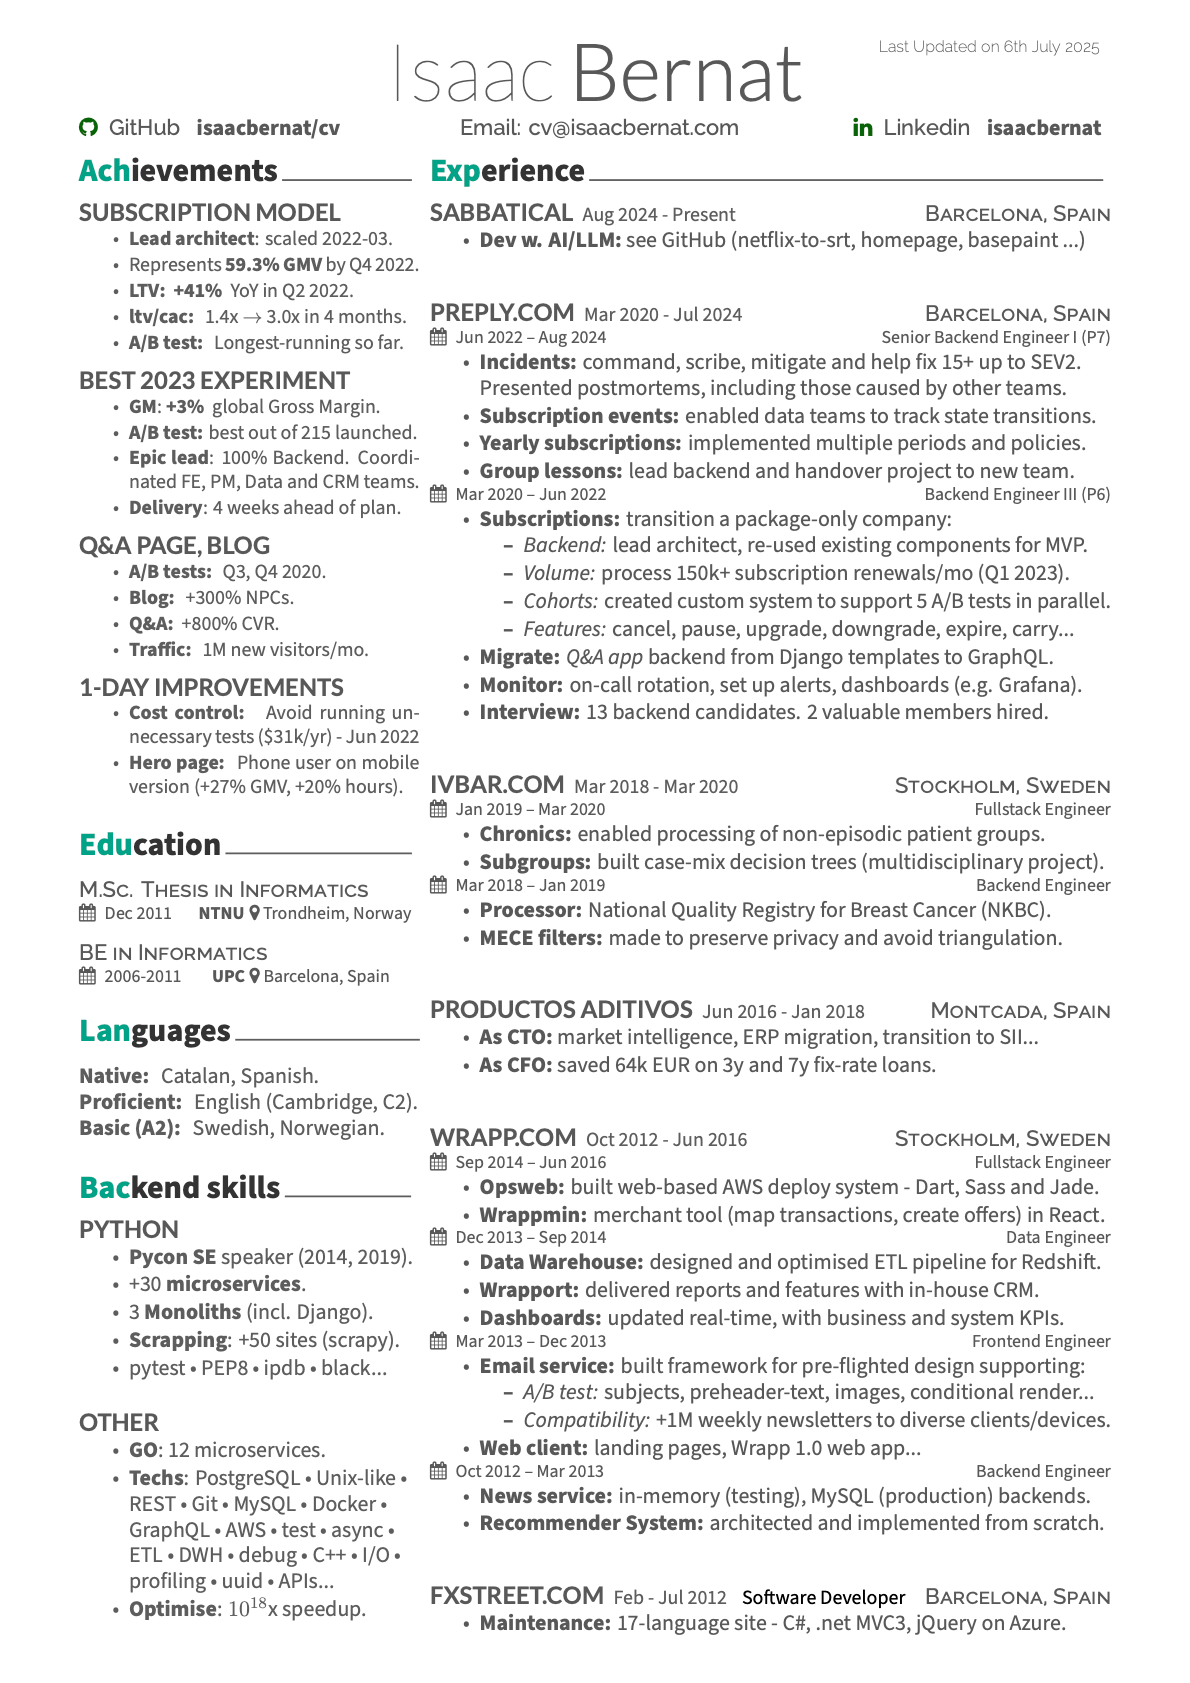 Last Updated on 6th July 2025
Isaac Bernat
GitHub isaacbernat/cv Email: cv@isaacbernat.com Linkedin isaacbernat
Achievements
SUBSCRIPTION MODEL
• Lead architect: scaled 2022-03.
• Represents 59.3% GMV by Q4 2022.
• LTV: +41% YoY in Q2 2022.
• ltv/cac: 1.4x → 3.0x in 4 months.
• A/B test: Longest-running so far.
BEST 2023 EXPERIMENT
• GM: +3% global Gross Margin.
• A/B test: best out of 215 launched.
• Epic lead: 100% Backend. Coordi-
nated FE, PM, Data and CRM teams.
• Delivery: 4 weeks ahead of plan.
Q&A PAGE, BLOG
• A/B tests: Q3, Q4 2020.
• Blog: +300% NPCs.
• Q&A: +800% CVR.
• Traffic: 1M new visitors/mo.
1-DAY IMPROVEMENTS
• Cost control: Avoid running un-
necessary tests ($31k/yr) - Jun 2022
• Hero page: Phone user on mobile
version (+27% GMV, +20% hours).
Education
M.Sc. Thesis in Informatics
Dec 2011 NTNU Trondheim, Norway
BE in Informatics
2006-2011 UPC Barcelona, Spain
Languages
Native: Catalan, Spanish.
Proficient: English (Cambridge, C2).
Basic (A2): Swedish, Norwegian.
Backend skills
PYTHON
• Pycon SE speaker (2014, 2019).
• +30 microservices.
• 3 Monoliths (incl. Django).
• Scrapping: +50 sites (scrapy).
• pytest • PEP8 • ipdb • black...
OTHER
• GO: 12 microservices.
• Techs: PostgreSQL • Unix-like •
REST • Git • MySQL • Docker •
GraphQL • AWS • test • async •
ETL • DWH • debug • C++ • I/O •
profiling • uuid • APIs...
• Optimise: 10¹⁸x speedup.
Experience
SABBATICAL Aug 2024 - Present Barcelona, Spain
• Dev w. AI/LLM: see GitHub (netflix-to-srt, homepage, basepaint ...)
PREPLY.COM Mar 2020 - Jul 2024 Barcelona, Spain
Jun 2022 – Aug 2024 Senior Backend Engineer I (P7)
• Incidents: command, scribe, mitigate and help fix 15+ up to SEV2.
Presented postmortems, including those caused by other teams.
• Subscription events: enabled data teams to track state transitions.
• Yearly subscriptions: implemented multiple periods and policies.
• Group lessons: lead backend and handover project to new team.
Mar 2020 – Jun 2022 Backend Engineer III (P6)
• Subscriptions: transition a package-only company:
– Backend: lead architect, re-used existing components for MVP.
– Volume: process 150k+ subscription renewals/mo (Q1 2023).
– Cohorts: created custom system to support 5 A/B tests in parallel.
– Features: cancel, pause, upgrade, downgrade, expire, carry...
• Migrate: Q&A app backend from Django templates to GraphQL.
• Monitor: on-call rotation, set up alerts, dashboards (e.g. Grafana).
• Interview: 13 backend candidates. 2 valuable members hired.
IVBAR.COM Mar 2018 - Mar 2020 Stockholm, Sweden
Jan 2019 – Mar 2020 Fullstack Engineer
• Chronics: enabled processing of non-episodic patient groups.
• Subgroups: built case-mix decision trees (multidisciplinary project).
Mar 2018 – Jan 2019 Backend Engineer
• Processor: National Quality Registry for Breast Cancer (NKBC).
• MECE filters: made to preserve privacy and avoid triangulation.
PRODUCTOS ADITIVOS Jun 2016 - Jan 2018 Montcada, Spain
• As CTO: market intelligence, ERP migration, transition to SII...
• As CFO: saved 64k EUR on 3y and 7y fix-rate loans.
WRAPP.COM Oct 2012 - Jun 2016 Stockholm, Sweden
Sep 2014 – Jun 2016 Fullstack Engineer
• Opsweb: built web-based AWS deploy system - Dart, Sass and Jade.
• Wrappmin: merchant tool (map transactions, create offers) in React.
Dec 2013 – Sep 2014 Data Engineer
• Data Warehouse: designed and optimised ETL pipeline for Redshift.
• Wrapport: delivered reports and features with in-house CRM.
• Dashboards: updated real-time, with business and system KPIs.
Mar 2013 – Dec 2013 Frontend Engineer
• Email service: built framework for pre-flighted design supporting:
– A/B test: subjects, preheader-text, images, conditional render...
– Compatibility: +1M weekly newsletters to diverse clients/devices.
• Web client: landing pages, Wrapp 1.0 web app...
Oct 2012 – Mar 2013 Backend Engineer
• News service: in-memory (testing), MySQL (production) backends.
• Recommender System: architected and implemented from scratch.
FXSTREET.COM Feb - Jul 2012 Software Developer Barcelona, Spain
• Maintenance: 17-language site - C#, .net MVC3, jQuery on Azure.